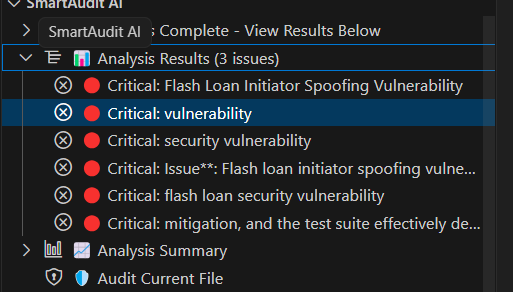 SmartAudit AI
SmartAudit AI
s Complete - View Results Below
Analysis Results (3 issues)
Critical: Flash Loan Initiator Spoofing Vulnerability
Critical: vulnerability
Critical: security vulnerability
Critical: Issue**: Flash loan initiator spoofing vulne...
Critical: flash loan security vulnerability
Critical: mitigation, and the test suite effectively de...
Analysis Summary
Audit Current File